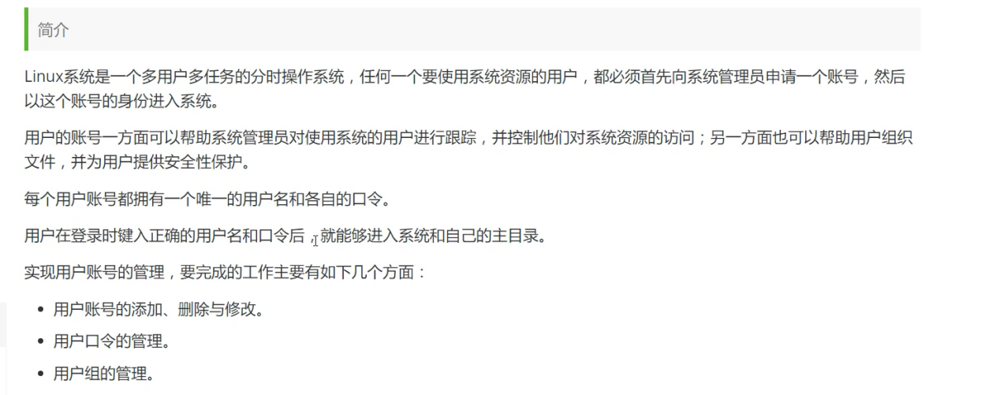 简介
Linux系统是一个多用户多任务的分时操作系统，任何一个要使用系统资源的用户，都必须首先向系统管理员申请一个账号，然后
以这个账号的身份进入系统。
用户的账号一方面可以帮助系统管理员对使用系统的用户进行跟踪，并控制他们对系统资源的访问；另一方面也可以帮助用户组织
文件，并为用户提供安全性保护。
每个用户账号都拥有一个唯一的用户名和各自的口令。
用户在登录时键入正确的用户名和口令后，就能够进入系统和自己的主目录。
实现用户账号的管理，要完成的工作主要有如下几个方面：
• 用户账号的添加、删除与修改。
• 用户口令的管理。
• 用户组的管理。